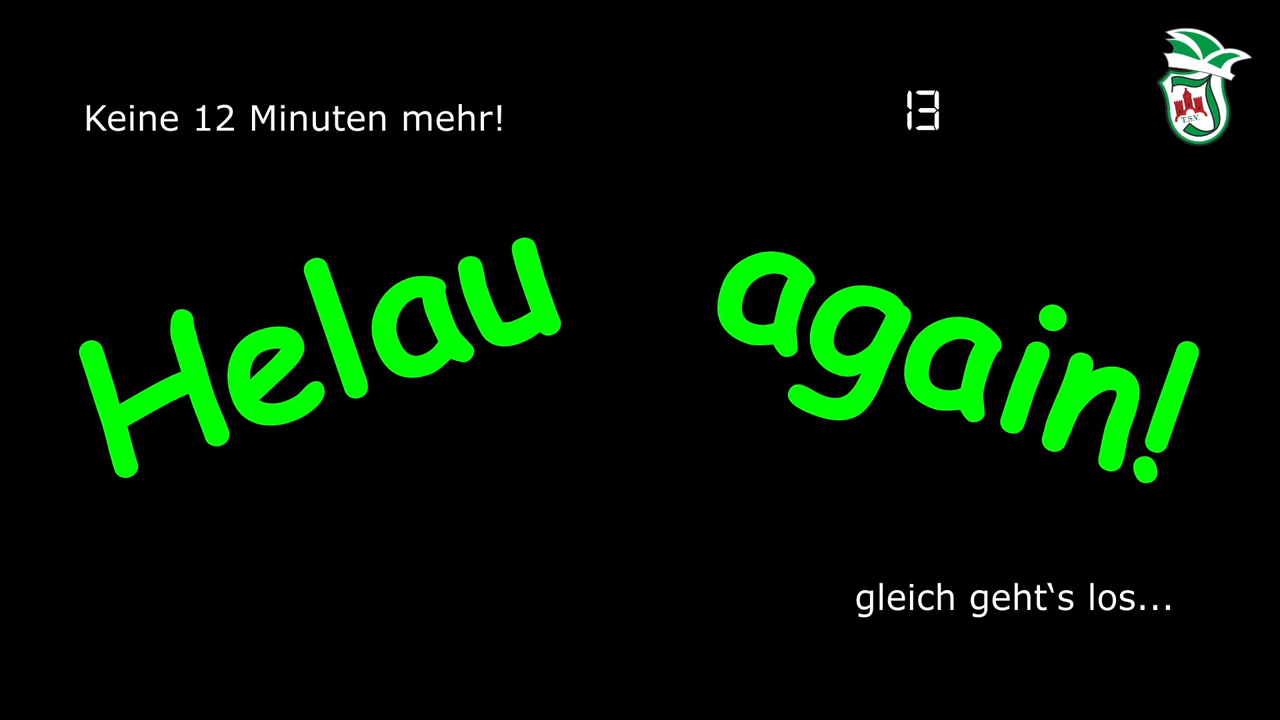 Keine 12 Minuten mehr!
13
J
T.S.V.
Helau again!
gleich geht‘s los...